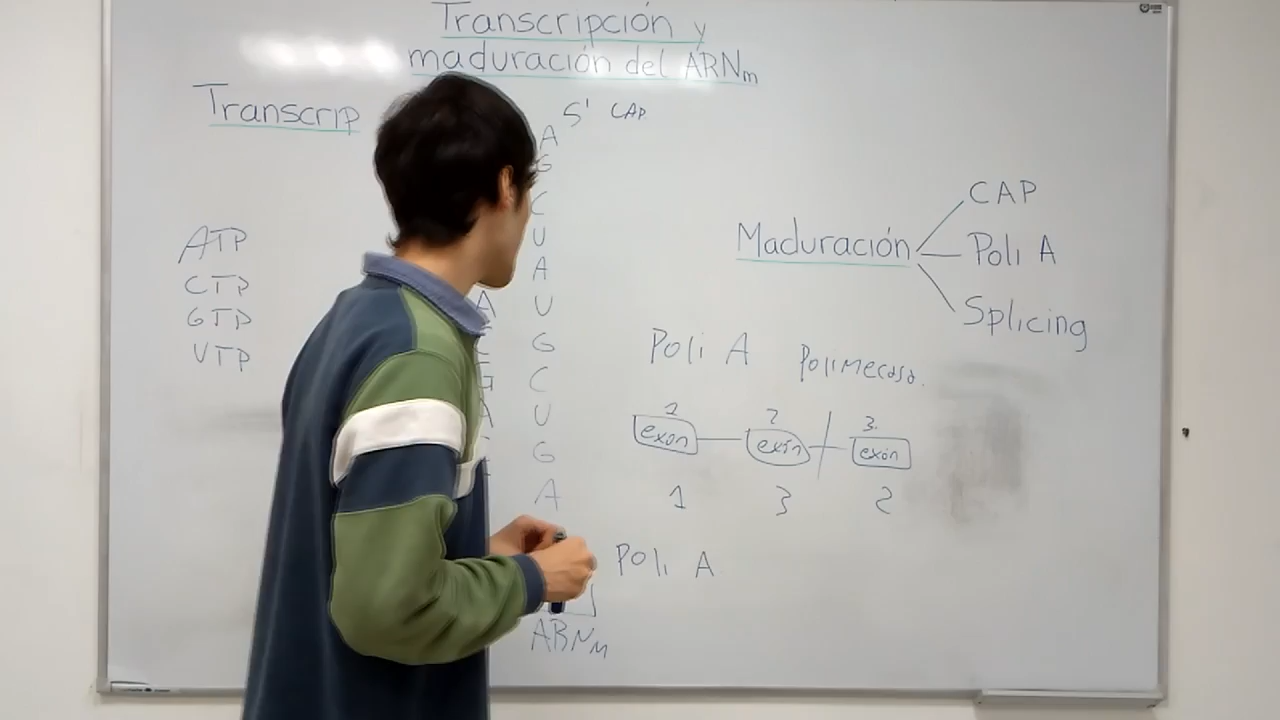 Transcripción y
maduración del ARNm
Transcrip
5' CAP
A
G
C
U
A
U
G
C
U
G
A
ATP
CTP
GTP
UTP
A
G
A
Maduración
CAP
Poli A
Splicing
Poli A
1 2 3.
exon exón exón
1 3 2
Poli A
ARNm